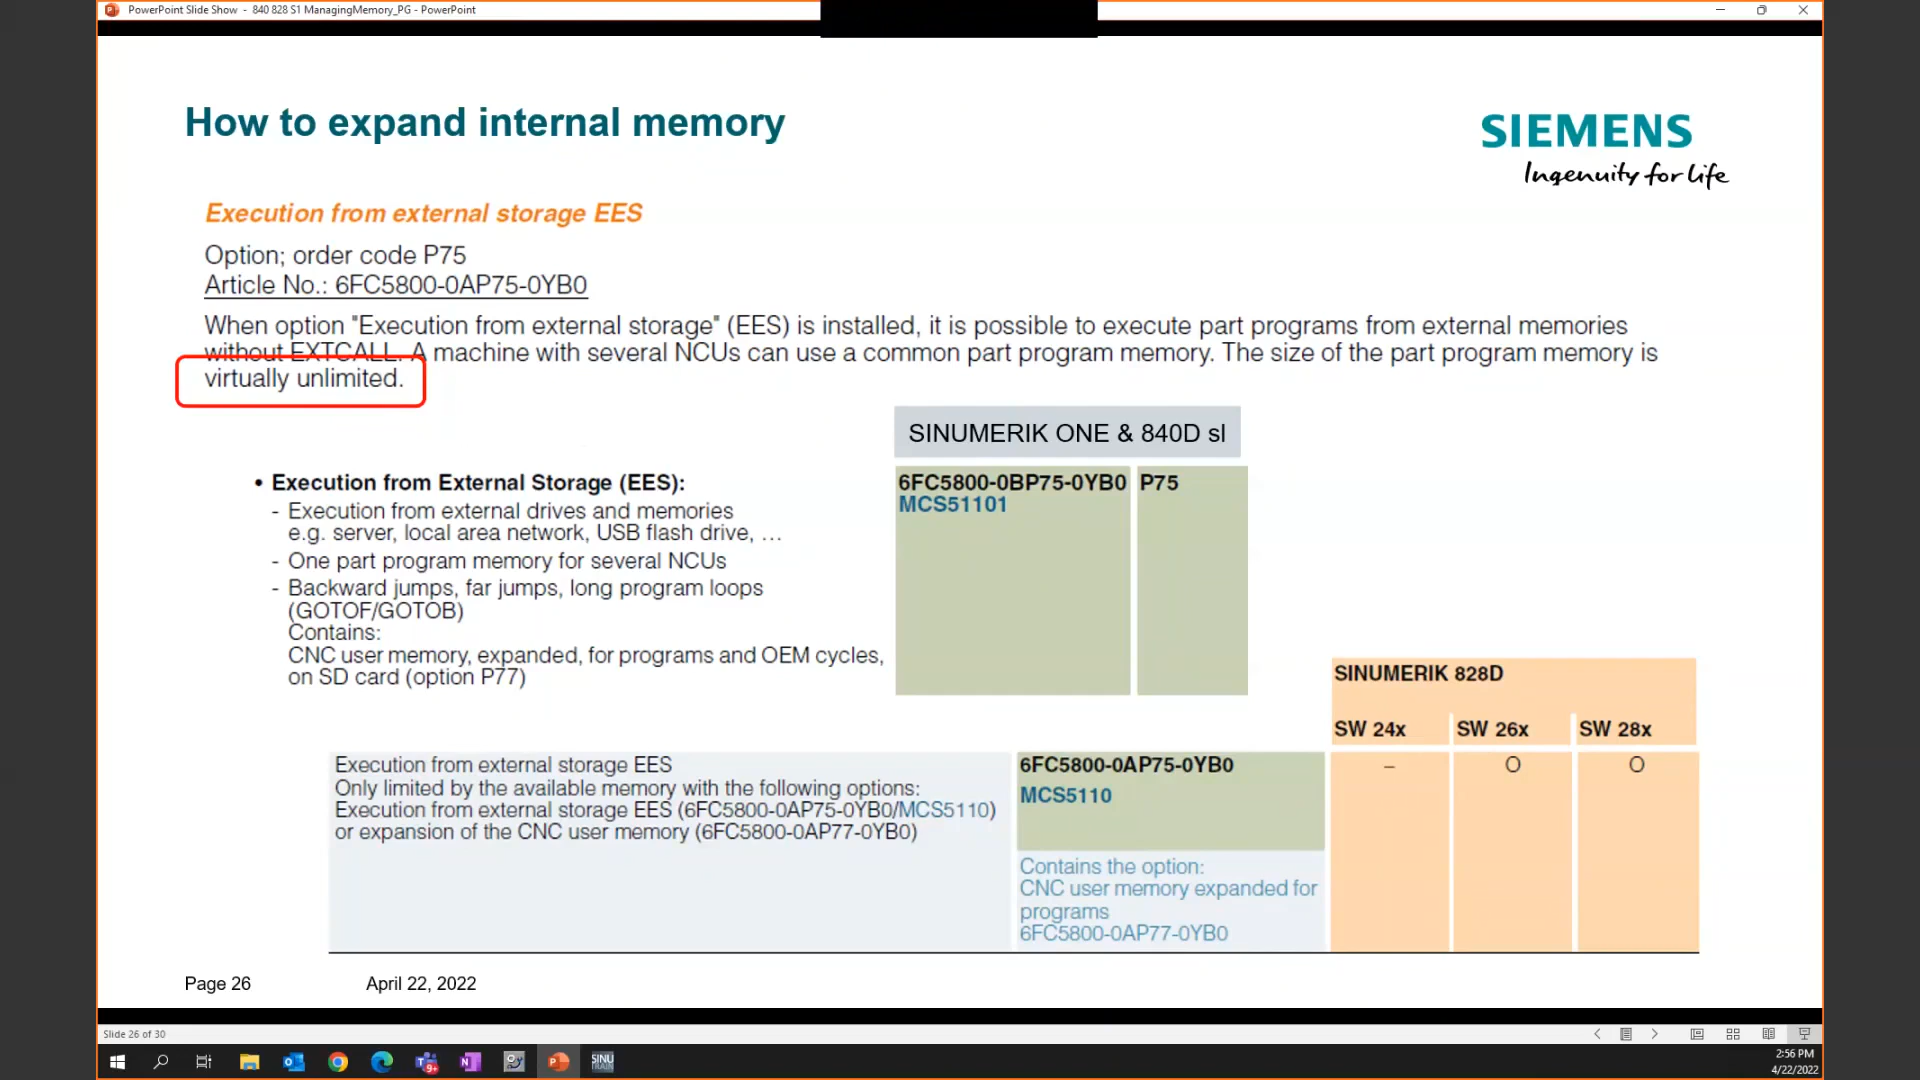 PowerPoint Slide Show - 840 828 S1 ManagingMemory_PG - PowerPoint
How to expand internal memory
SIEMENS
Ingenuity for life
Execution from external storage EES
Option; order code P75
Article No.: 6FC5800-0AP75-0YB0
When option "Execution from external storage" (EES) is installed, it is possible to execute part programs from external memories
without EXTCALL. A machine with several NCUs can use a common part program memory. The size of the part program memory is
virtually unlimited.
SINUMERIK ONE & 840D sl
• Execution from External Storage (EES):
- Execution from external drives and memories
e.g. server, local area network, USB flash drive, …
- One part program memory for several NCUs
- Backward jumps, far jumps, long program loops
(GOTOF/GOTOB)
Contains:
CNC user memory, expanded, for programs and OEM cycles,
on SD card (option P77)
6FC5800-0BP75-0YB0 P75
MCS51101
SINUMERIK 828D
SW 24x SW 26x SW 28x
Execution from external storage EES
Only limited by the available memory with the following options:
Execution from external storage EES (6FC5800-0AP75-0YB0/MCS5110)
or expansion of the CNC user memory (6FC5800-0AP77-0YB0)
6FC5800-0AP75-0YB0
MCS5110
Contains the option:
CNC user memory expanded for
programs
6FC5800-0AP77-0YB0
– O O
Page 26 April 22, 2022
Slide 26 of 30
9+
SINU
TRAIN
2:56 PM
4/22/2022